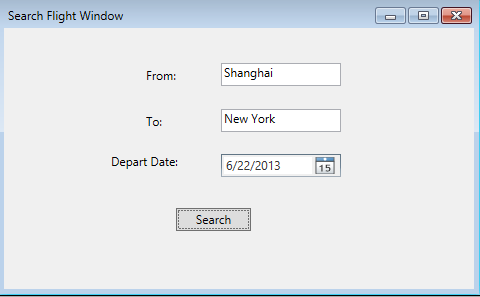 Search Flight Window
From: Shanghai
To: New York
Depart Date: 6/22/2013 15
Search